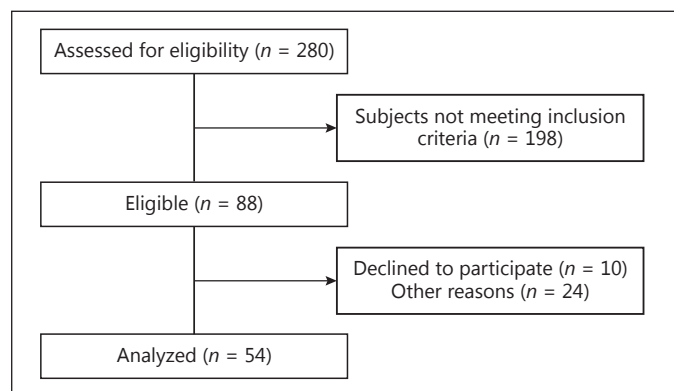 Assessed for eligibility (n = 280)
Subjects not meeting inclusion
criteria (n = 198)
Eligible (n = 88)
Declined to participate (n = 10)
Other reasons (n = 24)
Analyzed (n = 54)